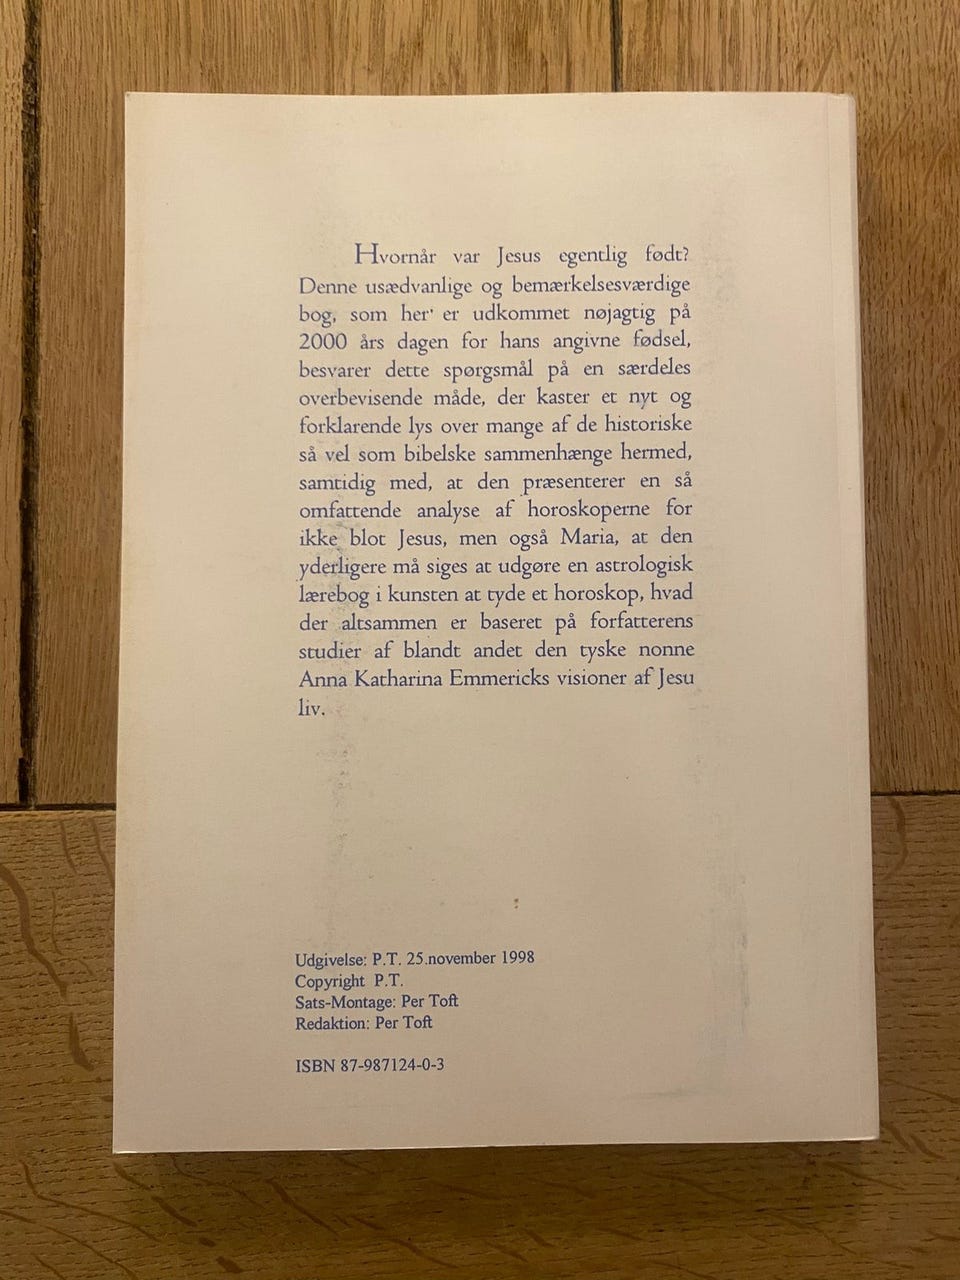 Hvornår var Jesus egentlig født?
Denne usædvanlige og bemærkelsesværdige
bog, som her er udkommet nøjagtig på
2000 års dagen for hans angivne fødsel,
besvarer dette spørgsmål på en særdeles
overbevisende måde, der kaster et nyt og
forklarende lys over mange af de historiske
så vel som bibelske sammenhænge hermed,
samtidig med, at den præsenterer en så
omfattende analyse af horoskoperne for
ikke blot Jesus, men også Maria, at den
yderligere må siges at udgøre en astrologisk
lærebog i kunsten at tyde et horoskop, hvad
der altsammen er baseret på forfatterens
studier af blandt andet den tyske nonne
Anna Katharina Emmericks visioner af Jesu
liv.
Udgivelse: P.T. 25.november 1998
Copyright P.T.
Sats-Montage: Per Toft
Redaktion: Per Toft
ISBN 87-987124-0-3